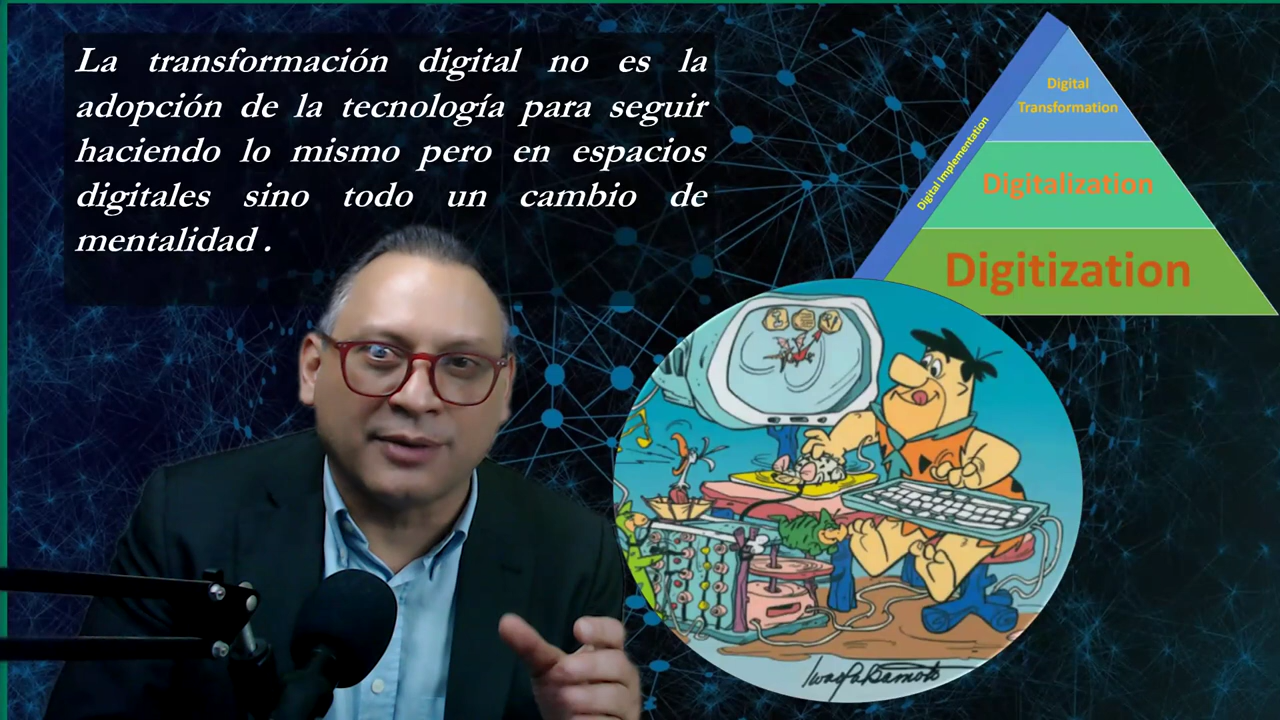 La transformación digital no es la
adopción de la tecnología para seguir
haciendo lo mismo pero en espacios
digitales sino todo un cambio de
mentalidad .
Digital
Transformation
Digitalization
Digitization
Digital Implementation